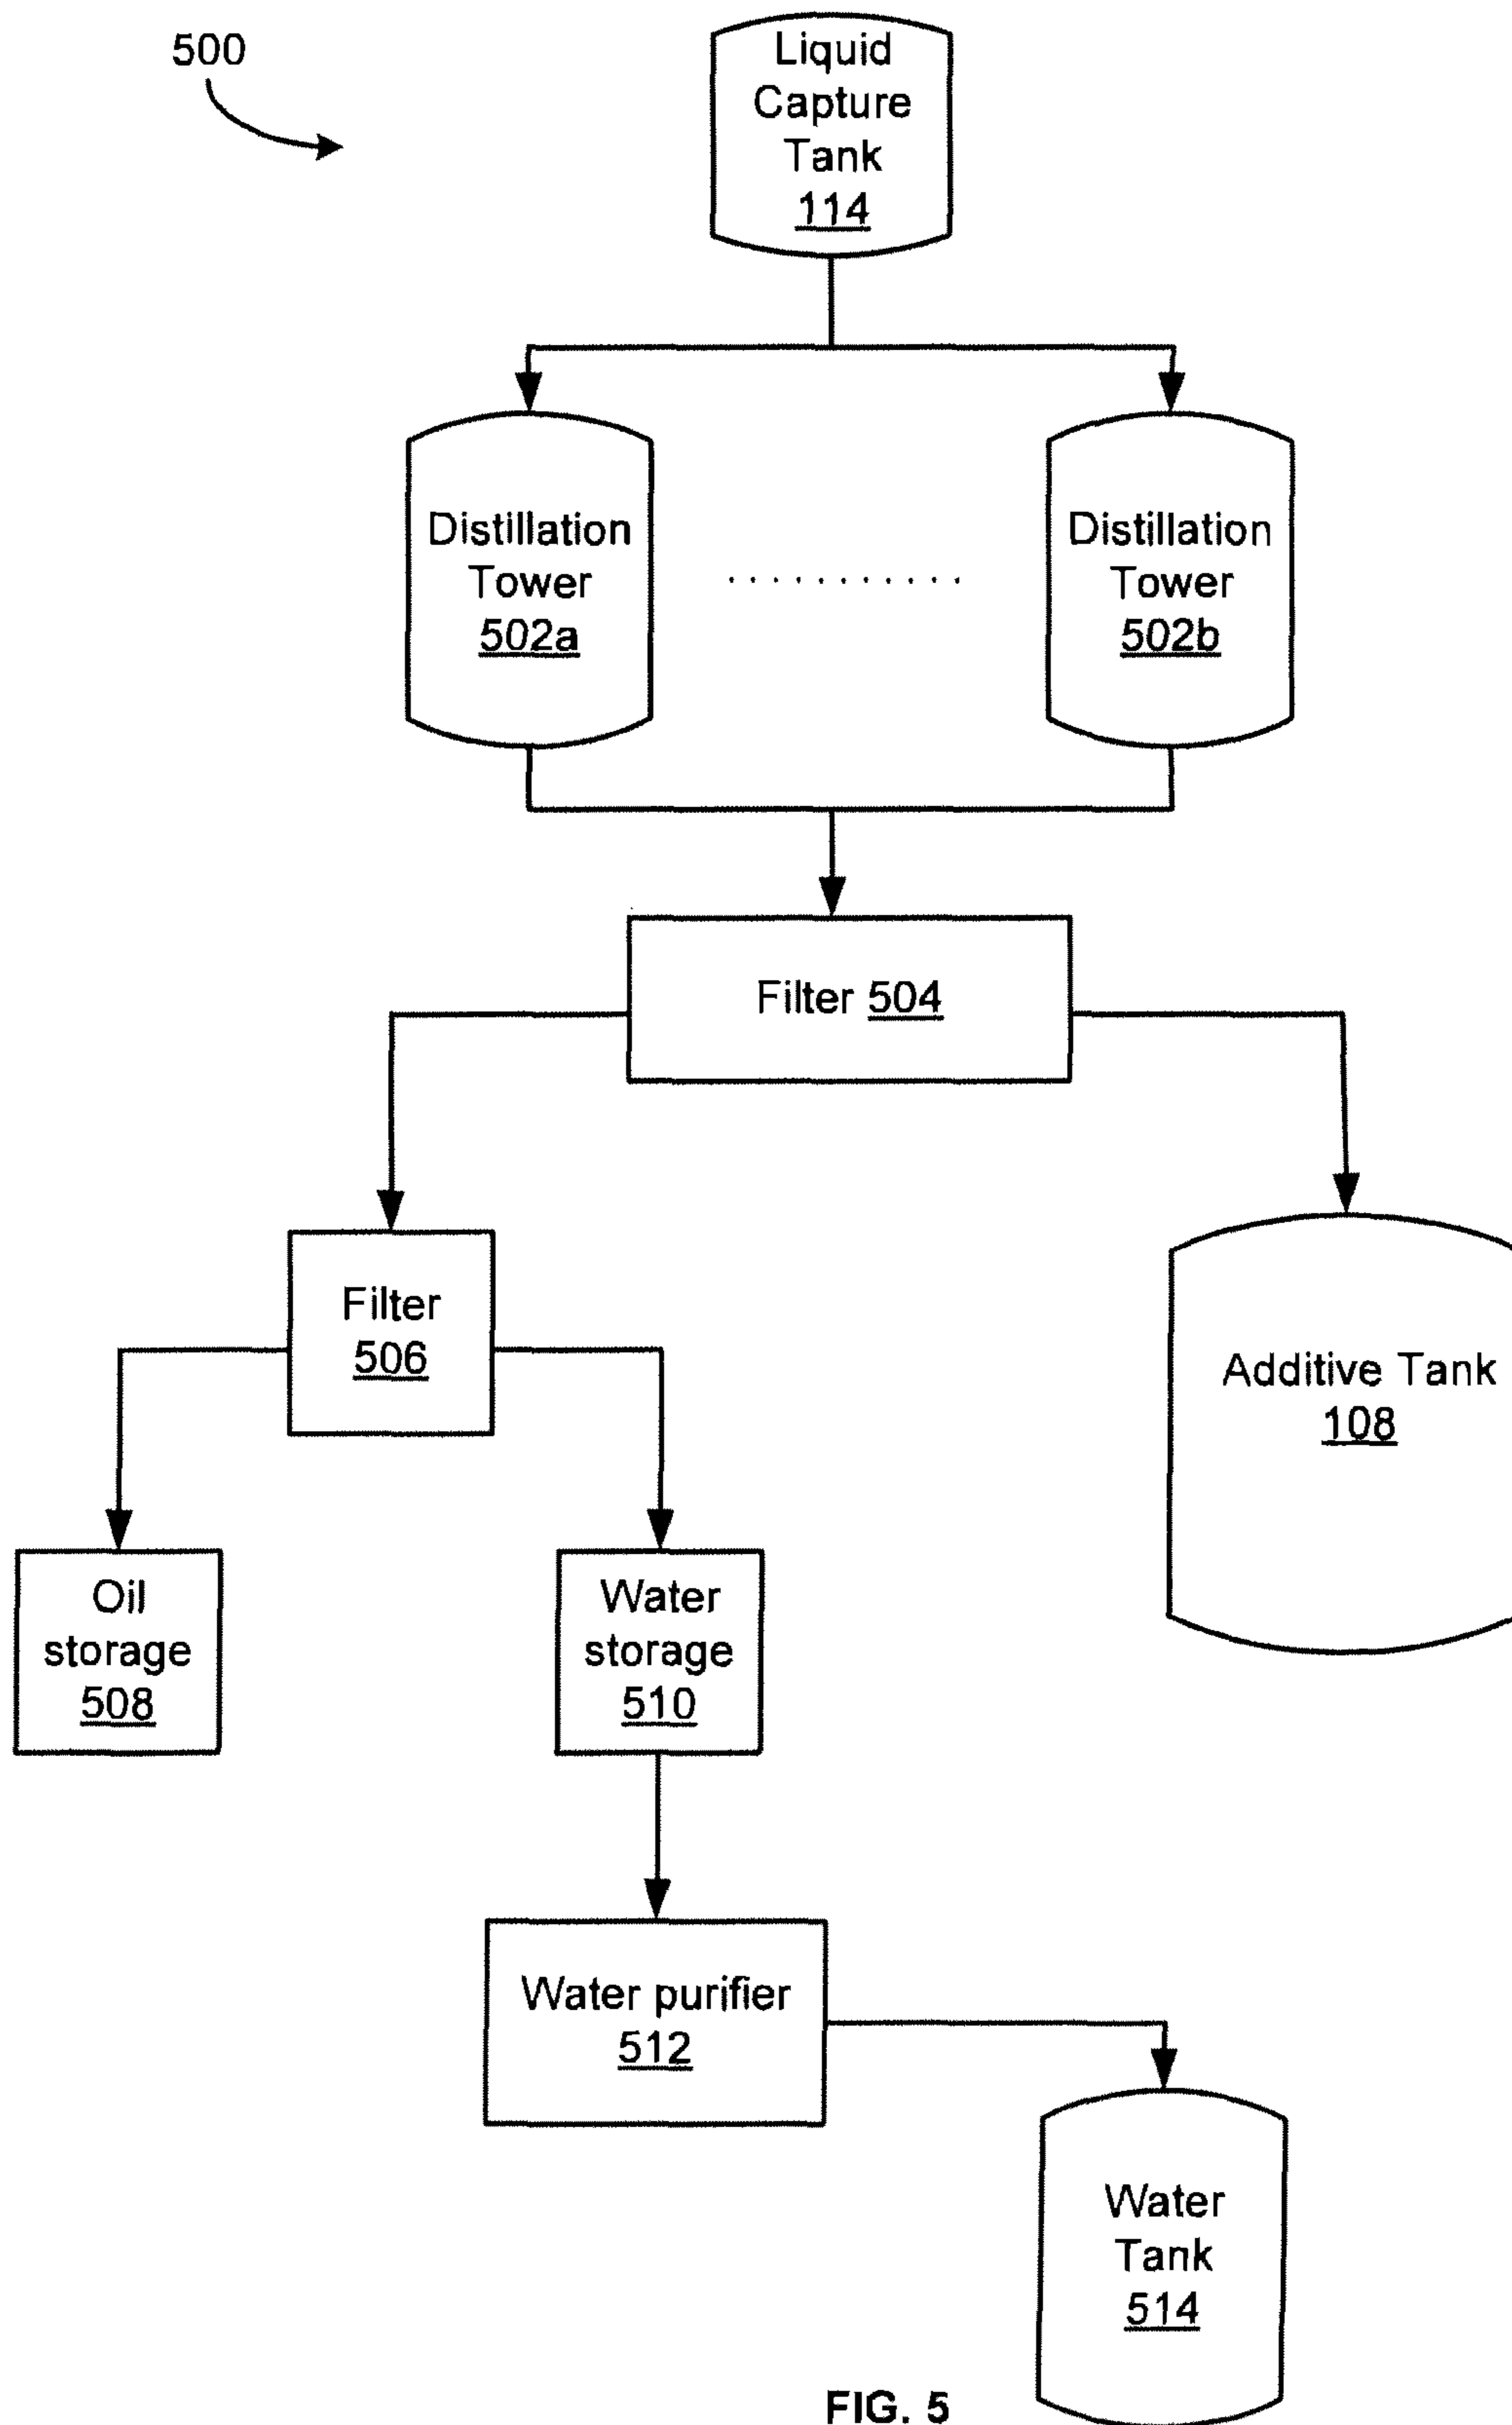 500
Liquid
Capture
Tank
114
Distillation
Tower
502a
Distillation
Tower
502b
Filter 504
Filter
506
Additive Tank
108
Oil
storage
508
Water
storage
510
Water purifier
512
Water
Tank
514
FIG. 5